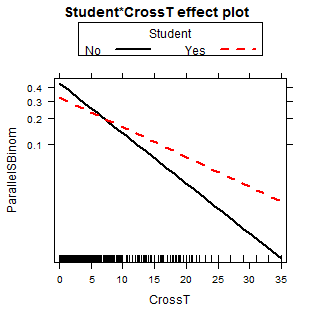 Student*CrossT effect plot
Student
No Yes
0.4
0.3
0.2
0.1
ParallelSBinom
0 5 10 15 20 25 30 35
CrossT